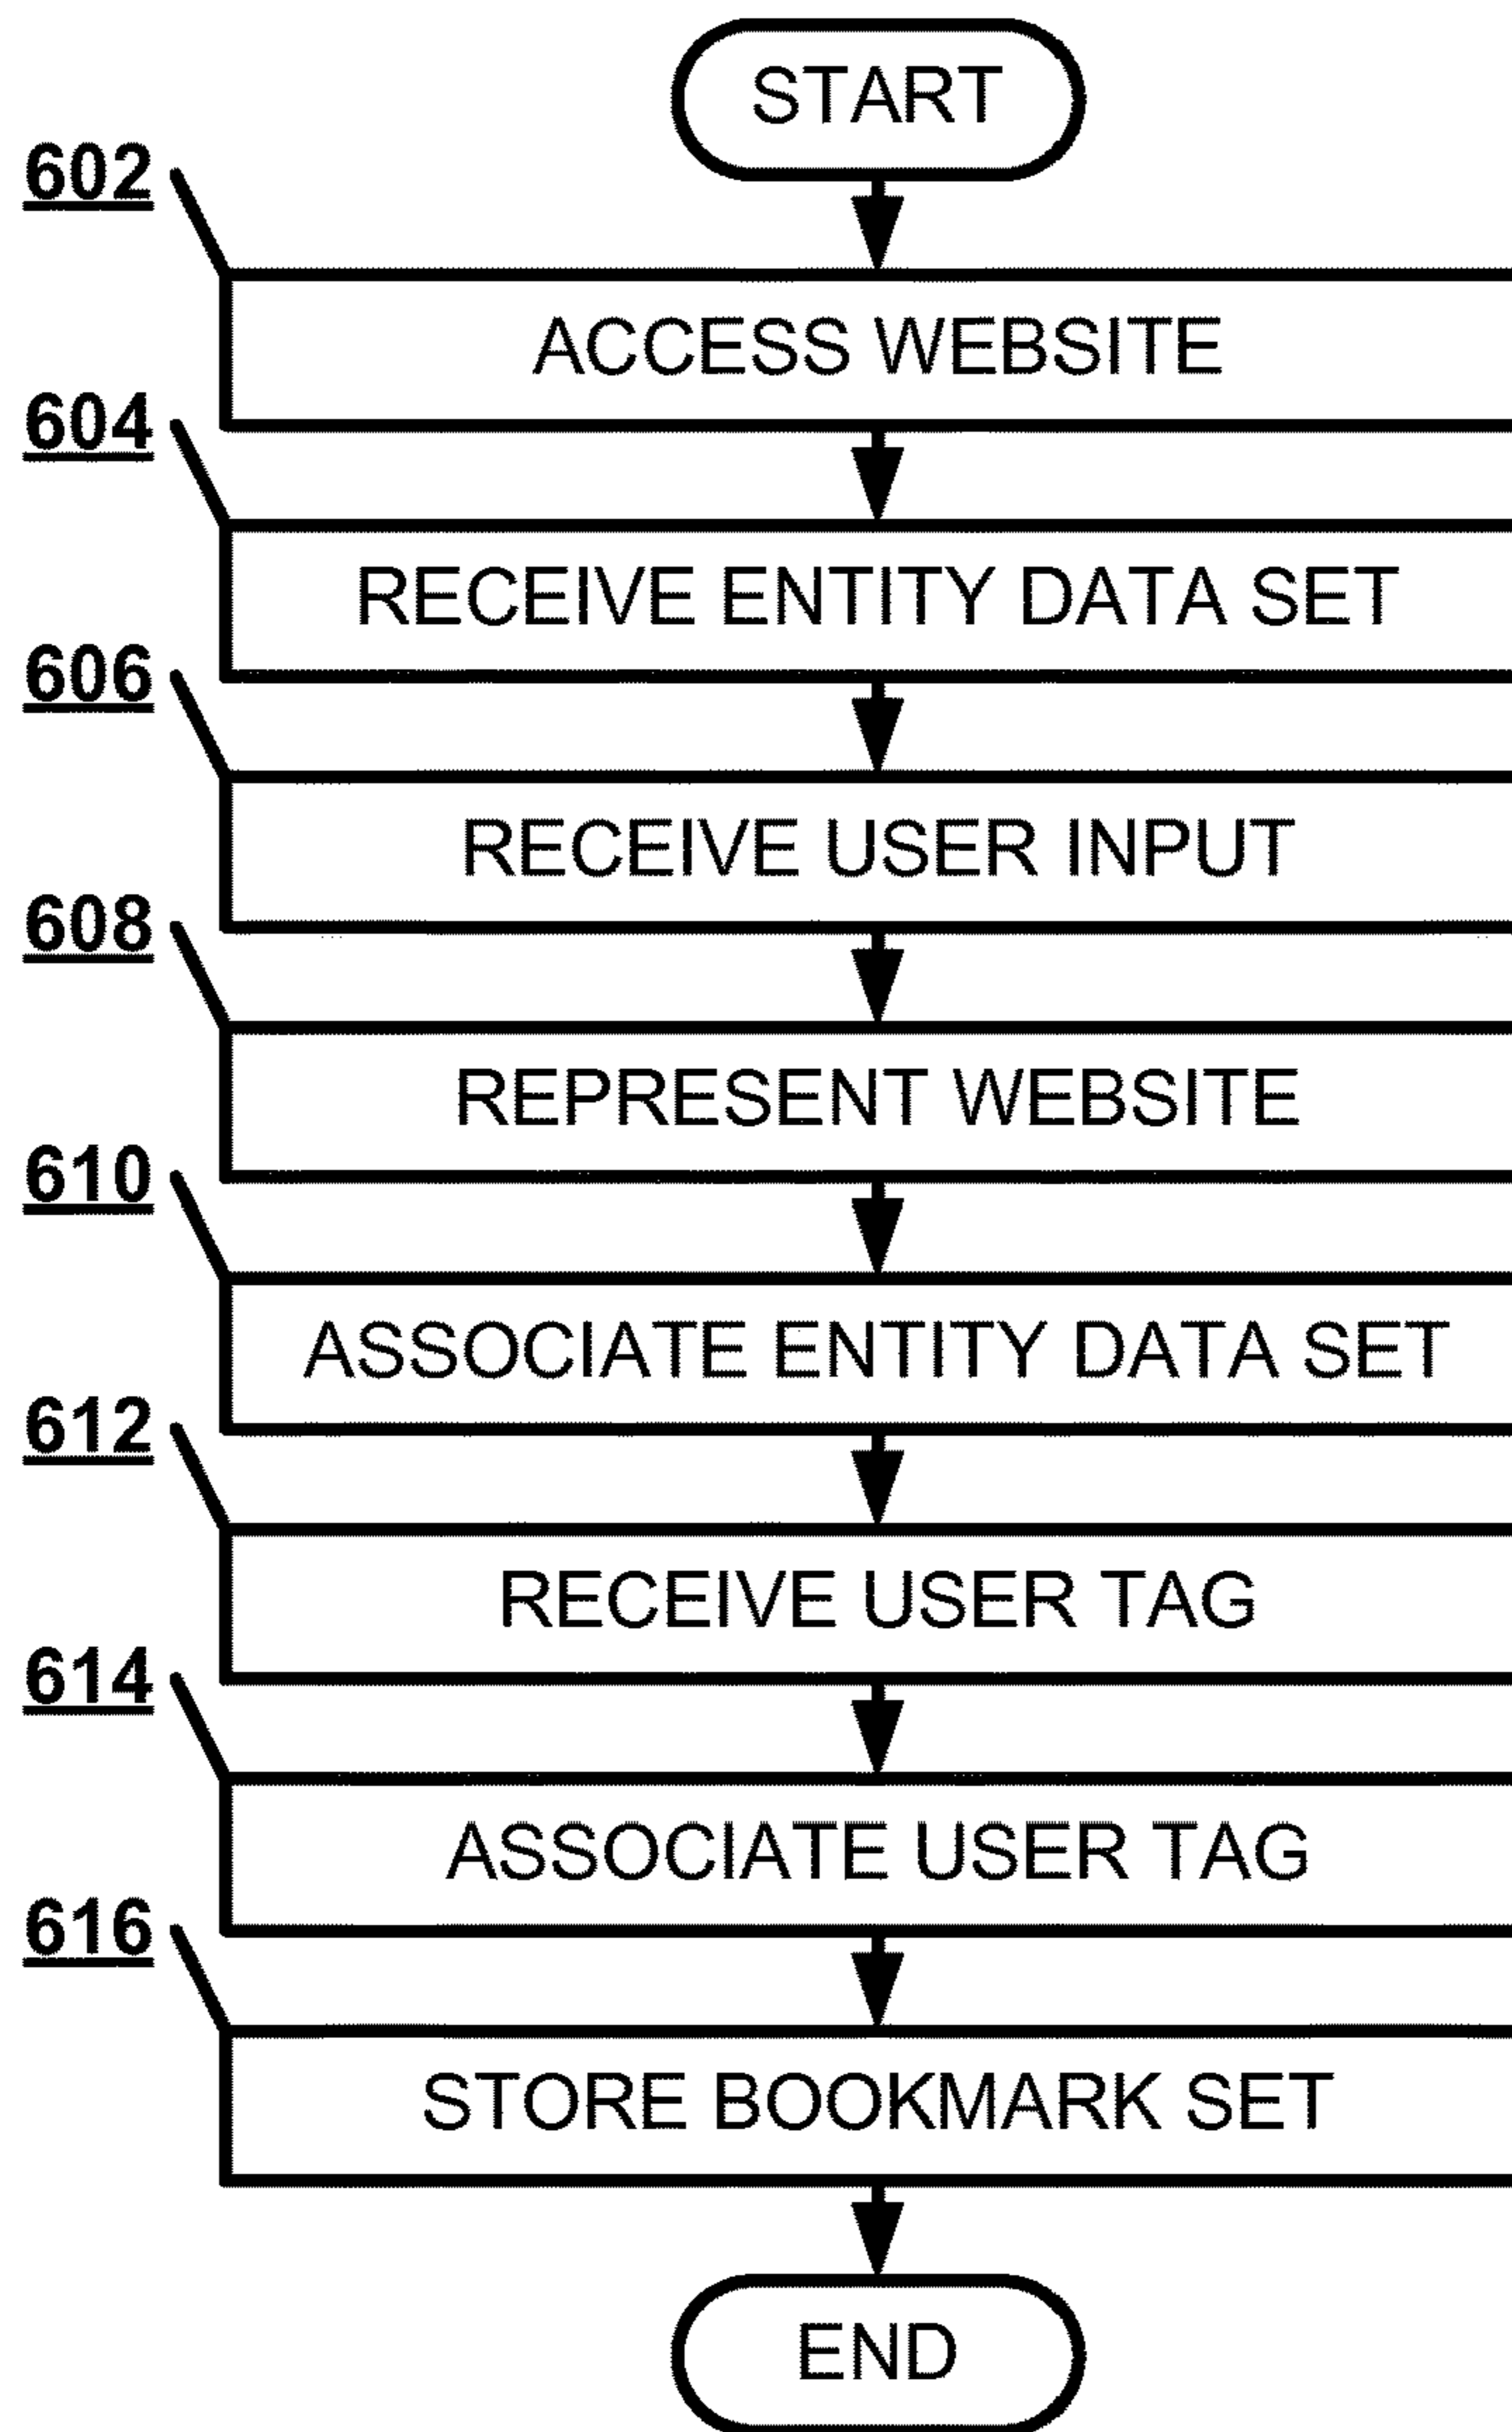 START
602
ACCESS WEBSITE
604
RECEIVE ENTITY DATA SET
606
RECEIVE USER INPUT
608
REPRESENT WEBSITE
610
ASSOCIATE ENTITY DATA SET
612
RECEIVE USER TAG
614
ASSOCIATE USER TAG
616
STORE BOOKMARK SET
END